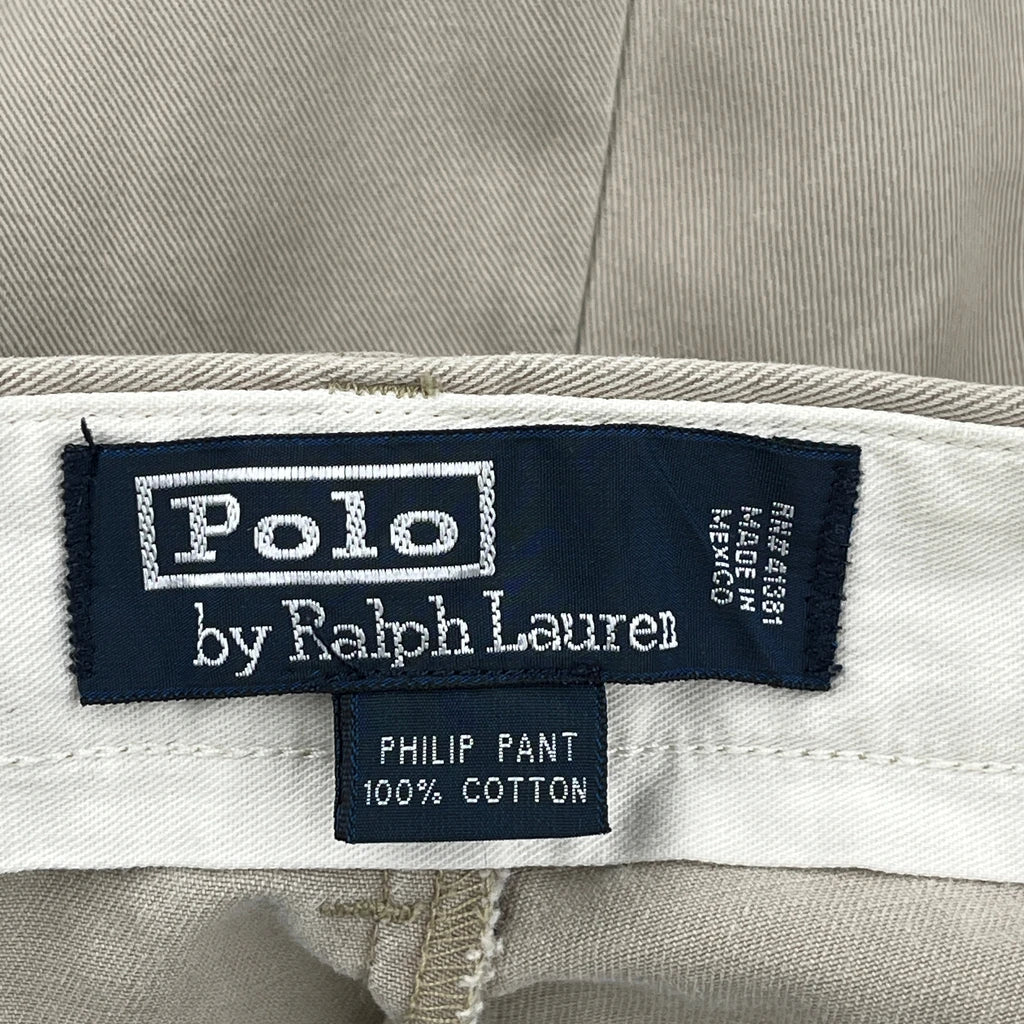 Polo
by Ralph Lauren
RN# 41381
MADE IN
MEXICO
PHILIP PANT
100% COTTON